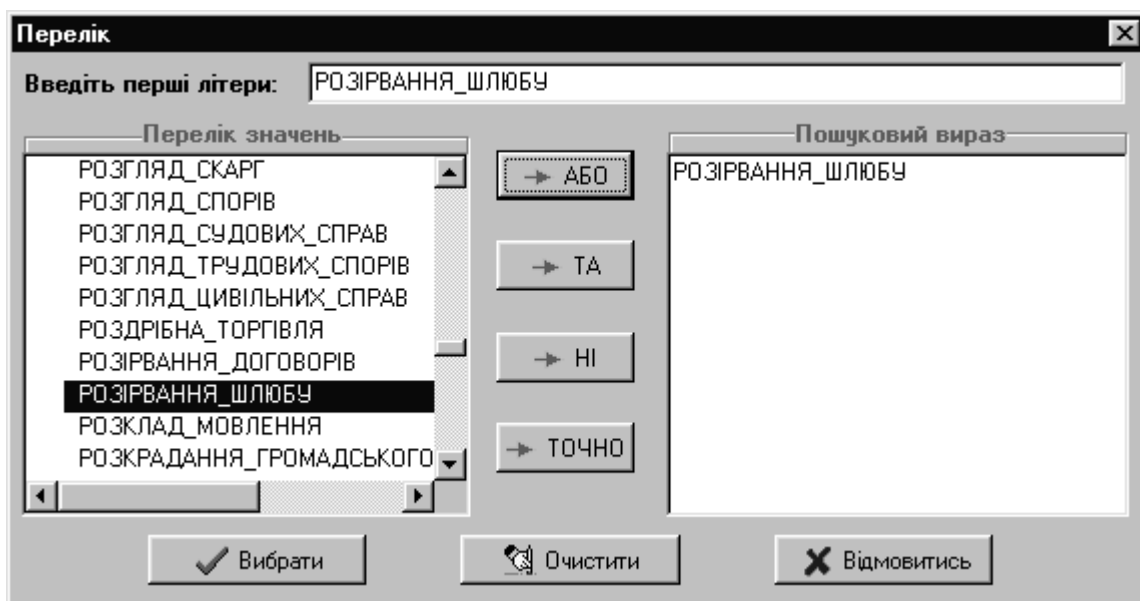 Перелік
Введіть перші літери: РОЗІРВАННЯ_ШЛЮБУ
Перелік значень
РОЗГЛЯД_СКАРГ
РОЗГЛЯД_СПОРІВ
РОЗГЛЯД_СУДОВИХ_СПРАВ
РОЗГЛЯД_ТРУДОВИХ_СПОРІВ
РОЗГЛЯД_ЦИВІЛЬНИХ_СПРАВ
РОЗДРІБНА_ТОРГІВЛЯ
РОЗІРВАННЯ_ДОГОВОРІВ
РОЗІРВАННЯ_ШЛЮБУ
РОЗКЛАД_МОВЛЕННЯ
РОЗКРАДАННЯ_ГРОМАДСЬКОГО
АБО
ТА
НІ
ТОЧНО
Пошуковий вираз
РОЗІРВАННЯ_ШЛЮБУ
Вибрати
Очистити
Відмовитись